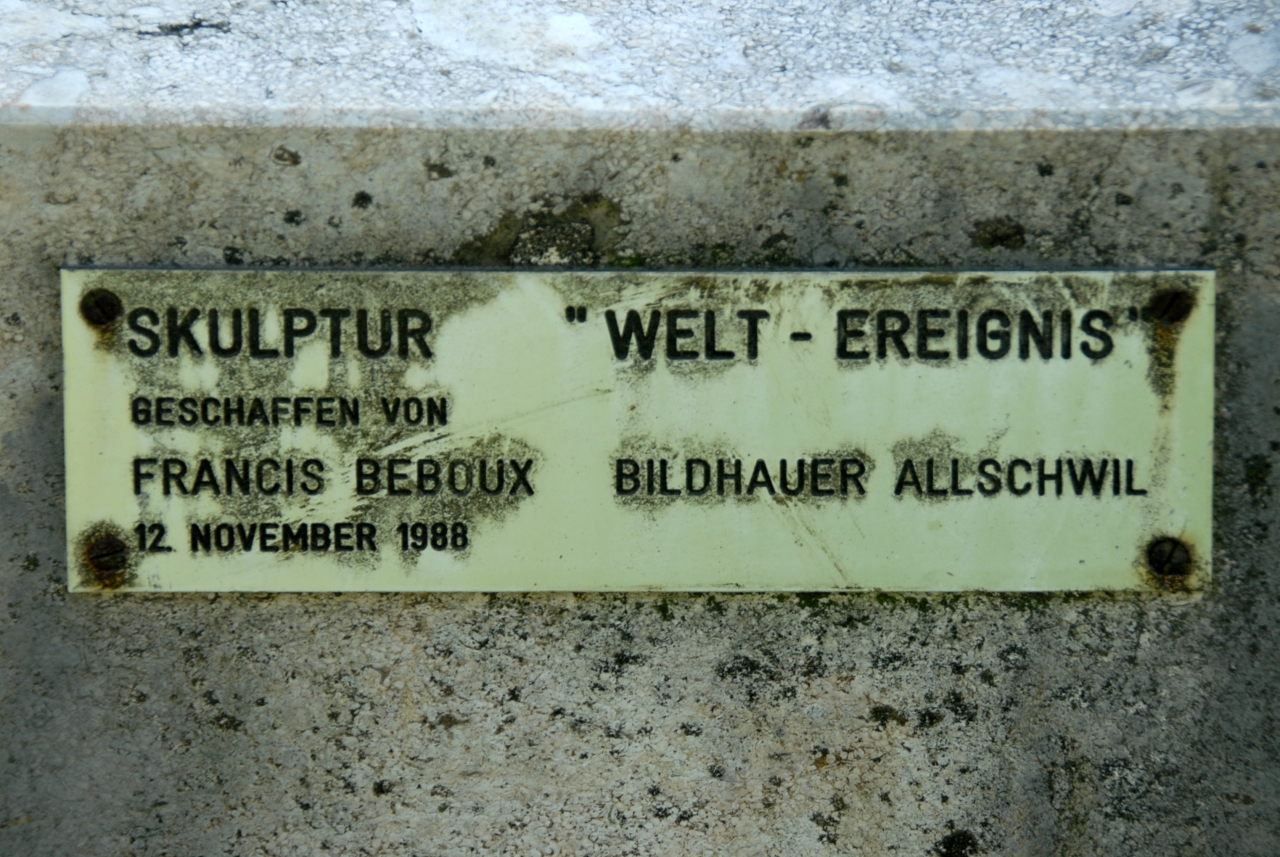 SKULPTUR "WELT - EREIGNIS"
GESCHAFFEN VON
FRANCIS BEBOUX BILDHAUER ALLSCHWIL
12. NOVEMBER 1988